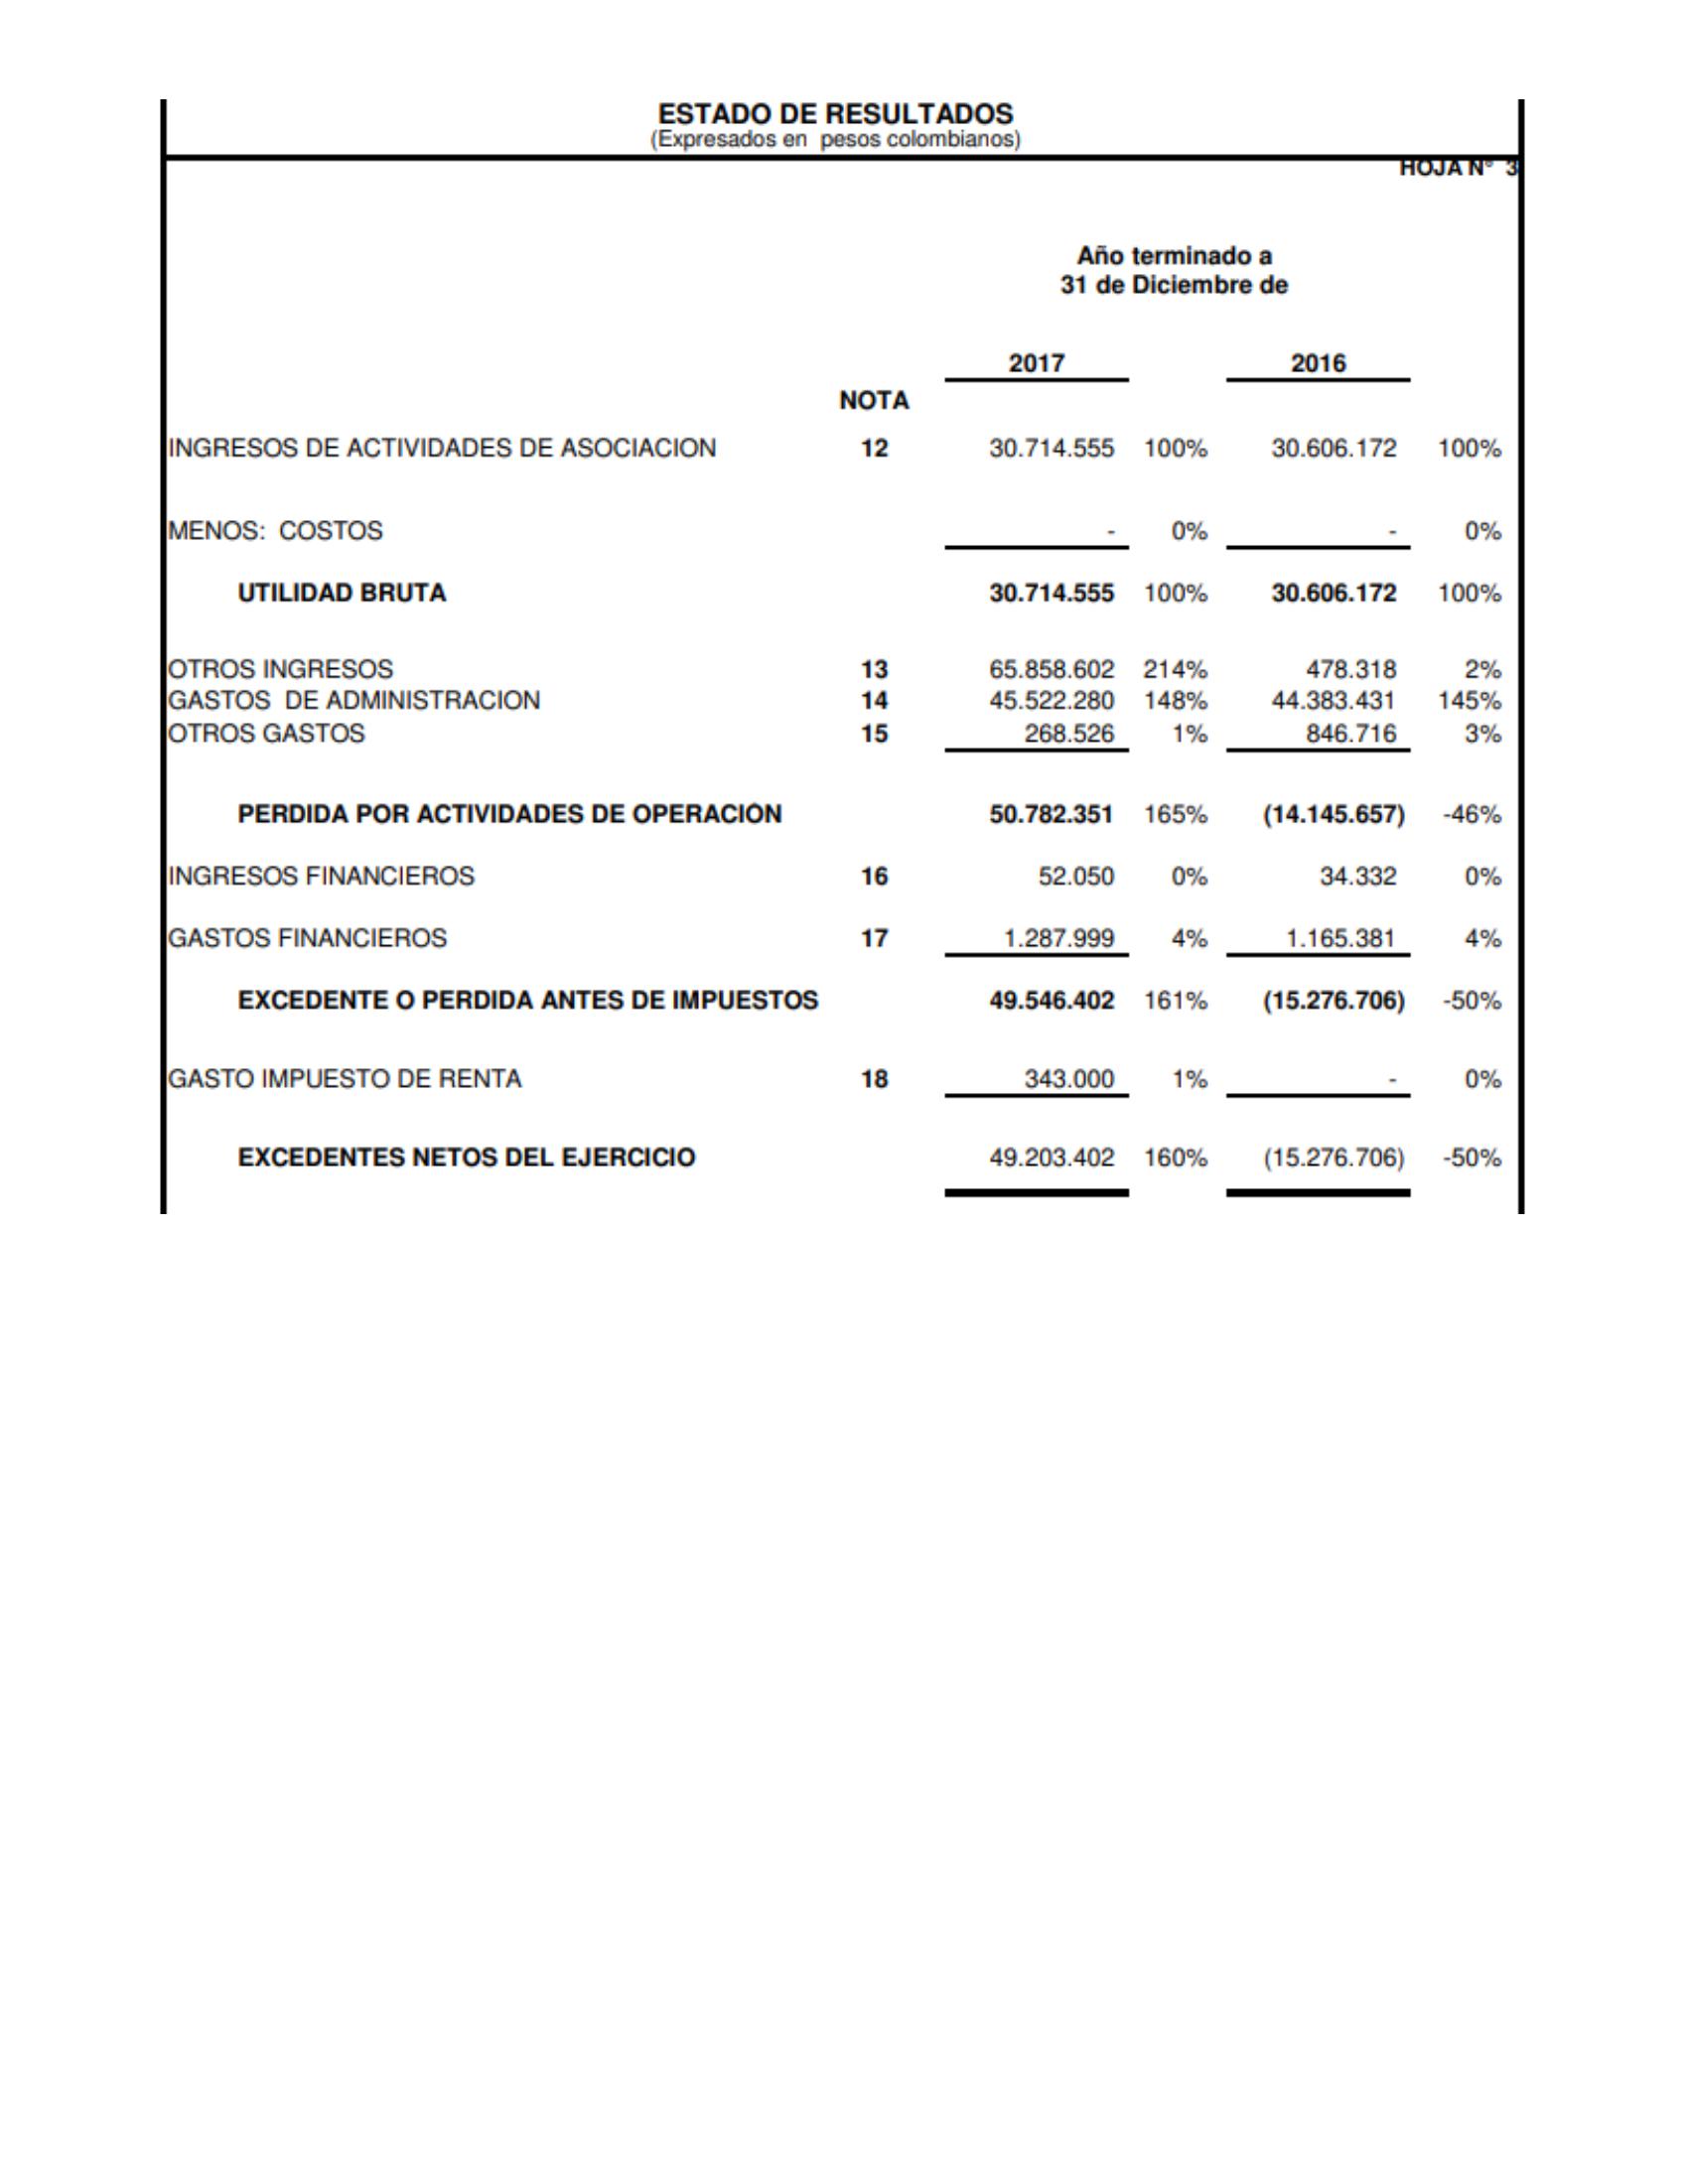 ESTADO DE RESULTADOS
(Expresados en pesos colombianos)
HOJA N° 3
Año terminado a
31 de Diciembre de
2017 2016
NOTA
INGRESOS DE ACTIVIDADES DE ASOCIACION 12 30.714.555 100% 30.606.172 100%
MENOS: COSTOS - 0% - 0%
UTILIDAD BRUTA 30.714.555 100% 30.606.172 100%
OTROS INGRESOS 13 65.858.602 214% 478.318 2%
GASTOS DE ADMINISTRACION 14 45.522.280 148% 44.383.431 145%
OTROS GASTOS 15 268.526 1% 846.716 3%
PERDIDA POR ACTIVIDADES DE OPERACIÓN 50.782.351 165% (14.145.657) -46%
INGRESOS FINANCIEROS 16 52.050 0% 34.332 0%
GASTOS FINANCIEROS 17 1.287.999 4% 1.165.381 4%
EXCEDENTE O PERDIDA ANTES DE IMPUESTOS 49.546.402 161% (15.276.706) -50%
GASTO IMPUESTO DE RENTA 18 343.000 1% - 0%
EXCEDENTES NETOS DEL EJERCICIO 49.203.402 160% (15.276.706) -50%